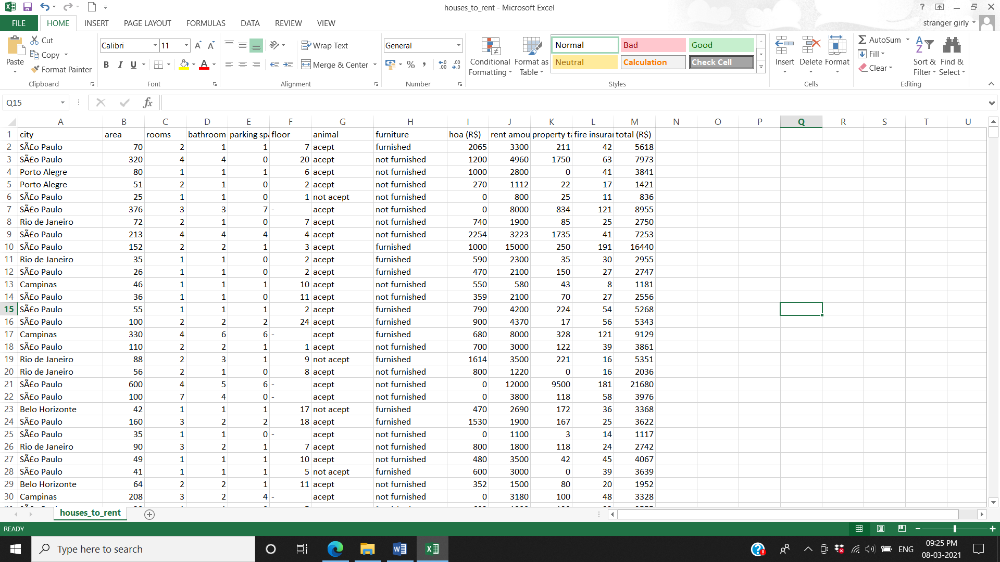 houses_to_rent - Microsoft Excel
?
FILE HOME INSERT PAGE LAYOUT FORMULAS DATA REVIEW VIEW stranger girly
Paste Cut Copy Format Painter Clipboard
Calibri 11 B I U A Font
Wrap Text Merge & Center Alignment
General % , Number
Conditional Formatting Format as Table Normal Bad Good Neutral Calculation Check Cell Styles
Insert Delete Format Cells
AutoSum Fill Clear Sort & Filter Find & Select Editing
Q15 fx
A B C D E F G H I J K L M N O P Q R S T U
1 city area rooms bathroom parking spa floor animal furniture hoa (R$) rent amou property ta fire insurar total (R$)
2 SÃ£o Paulo 70 2 1 1 7 acept furnished 2065 3300 211 42 5618
3 SÃ£o Paulo 320 4 4 0 20 acept not furnished 1200 4960 1750 63 7973
4 Porto Alegre 80 1 1 1 6 acept not furnished 1000 2800 0 41 3841
5 Porto Alegre 51 2 1 0 2 acept not furnished 270 1112 22 17 1421
6 SÃ£o Paulo 25 1 1 0 1 not acept not furnished 0 800 25 11 836
7 SÃ£o Paulo 376 3 3 7 - acept not furnished 0 8000 834 121 8955
8 Rio de Janeiro 72 2 1 0 7 acept not furnished 740 1900 85 25 2750
9 SÃ£o Paulo 213 4 4 4 4 acept not furnished 2254 3223 1735 41 7253
10 SÃ£o Paulo 152 2 2 1 3 acept furnished 1000 15000 250 191 16440
11 Rio de Janeiro 35 1 1 0 2 acept furnished 590 2300 35 30 2955
12 SÃ£o Paulo 26 1 1 0 2 acept furnished 470 2100 150 27 2747
13 Campinas 46 1 1 1 10 acept not furnished 550 580 43 8 1181
14 SÃ£o Paulo 36 1 1 0 11 acept not furnished 359 2100 70 27 2556
15 SÃ£o Paulo 55 1 1 1 2 acept furnished 790 4200 224 54 5268
16 SÃ£o Paulo 100 2 2 2 24 acept furnished 900 4370 17 56 5343
17 Campinas 330 4 6 6 - acept furnished 680 8000 328 121 9129
18 SÃ£o Paulo 110 2 2 1 1 acept not furnished 700 3000 122 39 3861
19 Rio de Janeiro 88 2 3 1 9 not acept furnished 1614 3500 221 16 5351
20 Rio de Janeiro 56 2 1 0 8 acept not furnished 800 1220 0 16 2036
21 SÃ£o Paulo 600 4 5 6 - acept not furnished 0 12000 9500 181 21680
22 SÃ£o Paulo 100 7 4 0 - acept not furnished 0 3800 118 58 3976
23 Belo Horizonte 42 1 1 1 17 not acept furnished 470 2690 172 36 3368
24 SÃ£o Paulo 160 3 2 2 18 acept furnished 1530 1900 167 25 3622
25 SÃ£o Paulo 35 1 1 0 - acept not furnished 0 1100 3 14 1117
26 Rio de Janeiro 90 3 2 1 7 acept not furnished 800 1800 118 24 2742
27 SÃ£o Paulo 49 1 1 1 10 acept not furnished 480 3500 42 45 4067
28 SÃ£o Paulo 41 1 1 1 5 not acept furnished 600 3000 0 39 3639
29 Belo Horizonte 64 2 2 1 11 acept not furnished 352 1500 80 20 1952
30 Campinas 208 3 2 4 - acept not furnished 0 3180 100 48 3328
houses_to_rent
READY
Type here to search
ENG 09:25 PM
08-03-2021